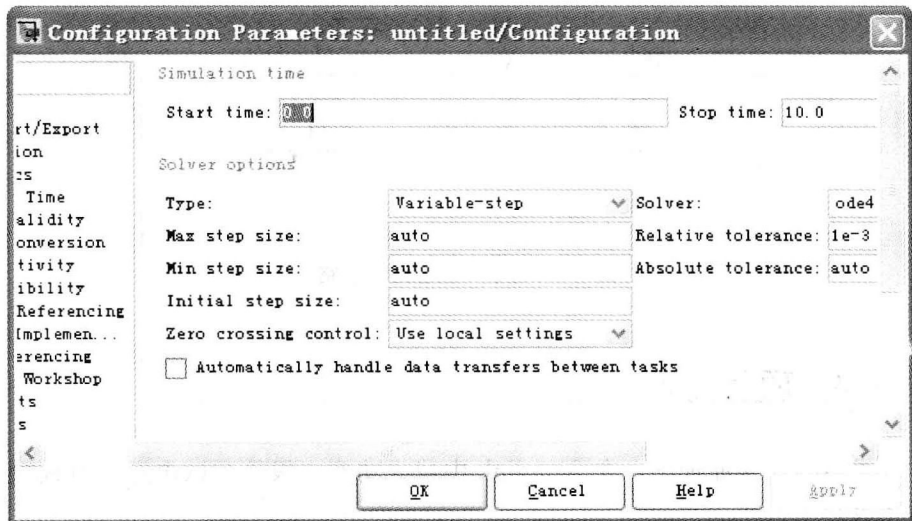 Configuration Parameters: untitled/Configuration
Simulation time
Start time: 0.0 Stop time: 10.0
rt/Export
ion
cs
Solver options
Time
Type: Variable-step Solver: ode4
alidity
onversion
Max step size: auto Relative tolerance: 1e-3
tivity
Min step size: auto Absolute tolerance: auto
ibility
Referencing
Initial step size: auto
Implemen...
Zero crossing control: Use local settings
erencing
Workshop
Automatically handle data transfers between tasks
ts
s
OK Cancel Help Apply